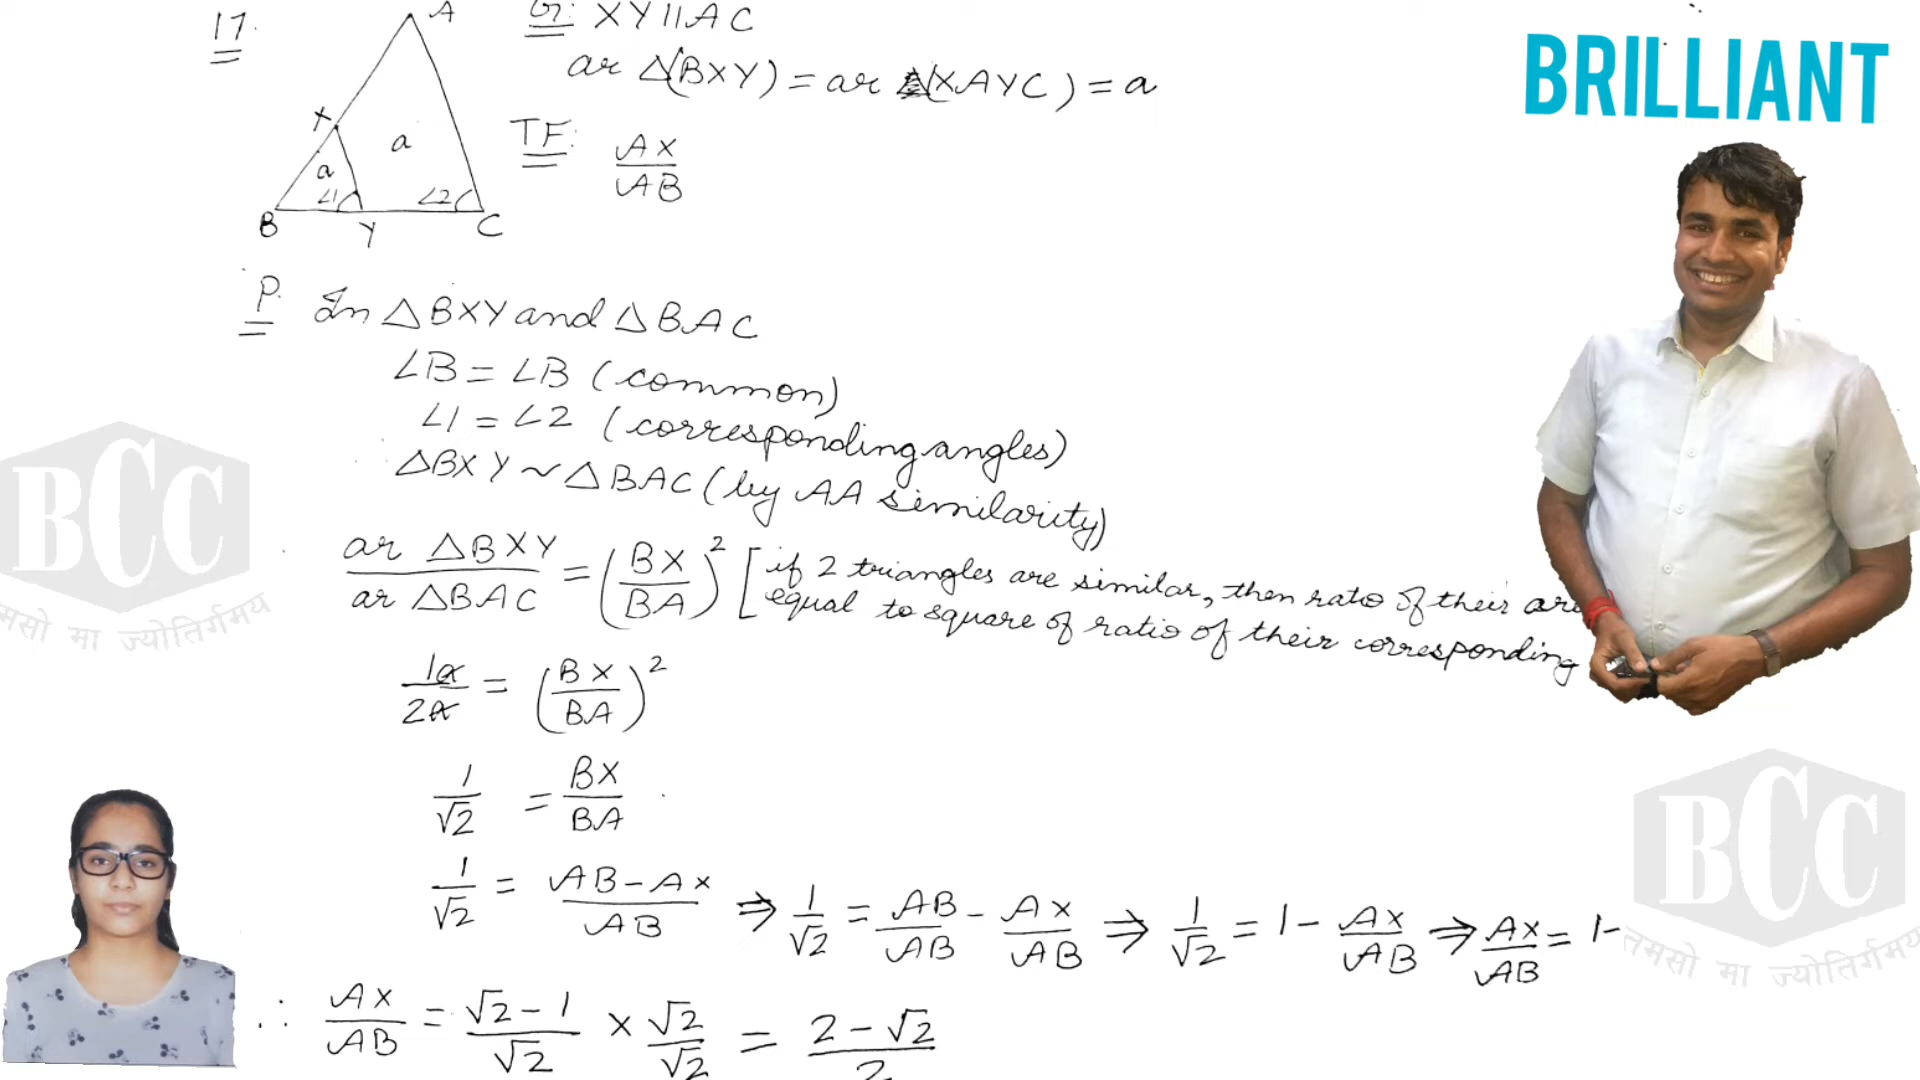 17.
A
X
a
a
∠1
∠2
B
Y
C
G: XY||AC
ar Δ(BXY) = ar (XAYC) = a
TF: AX/AB
BRILLIANT
P. In △BXY and △BAC
∠B = ∠B (common)
∠1 = ∠2 (corresponding angles)
△BXY ~ △BAC (by AA similarity)
ar △BXY / ar △BAC = (BX/BA)² [if 2 triangles are similar, then ratio of their
equal to square of ratio of their corresponding
1a/2a = (BX/BA)²
1/√2 = BX/BA
1/√2 = AB-AX/AB ⇒ 1/√2 = AB/AB - AX/AB ⇒ 1/√2 = 1 - AX/AB ⇒ AX/AB = 1-
∴ AX/AB = √2-1/√2 × √2/√2 = 2-√2/2
BCC
तमसो मा ज्योतिर्गमय
BCC
तमसो मा ज्योतिर्गमय